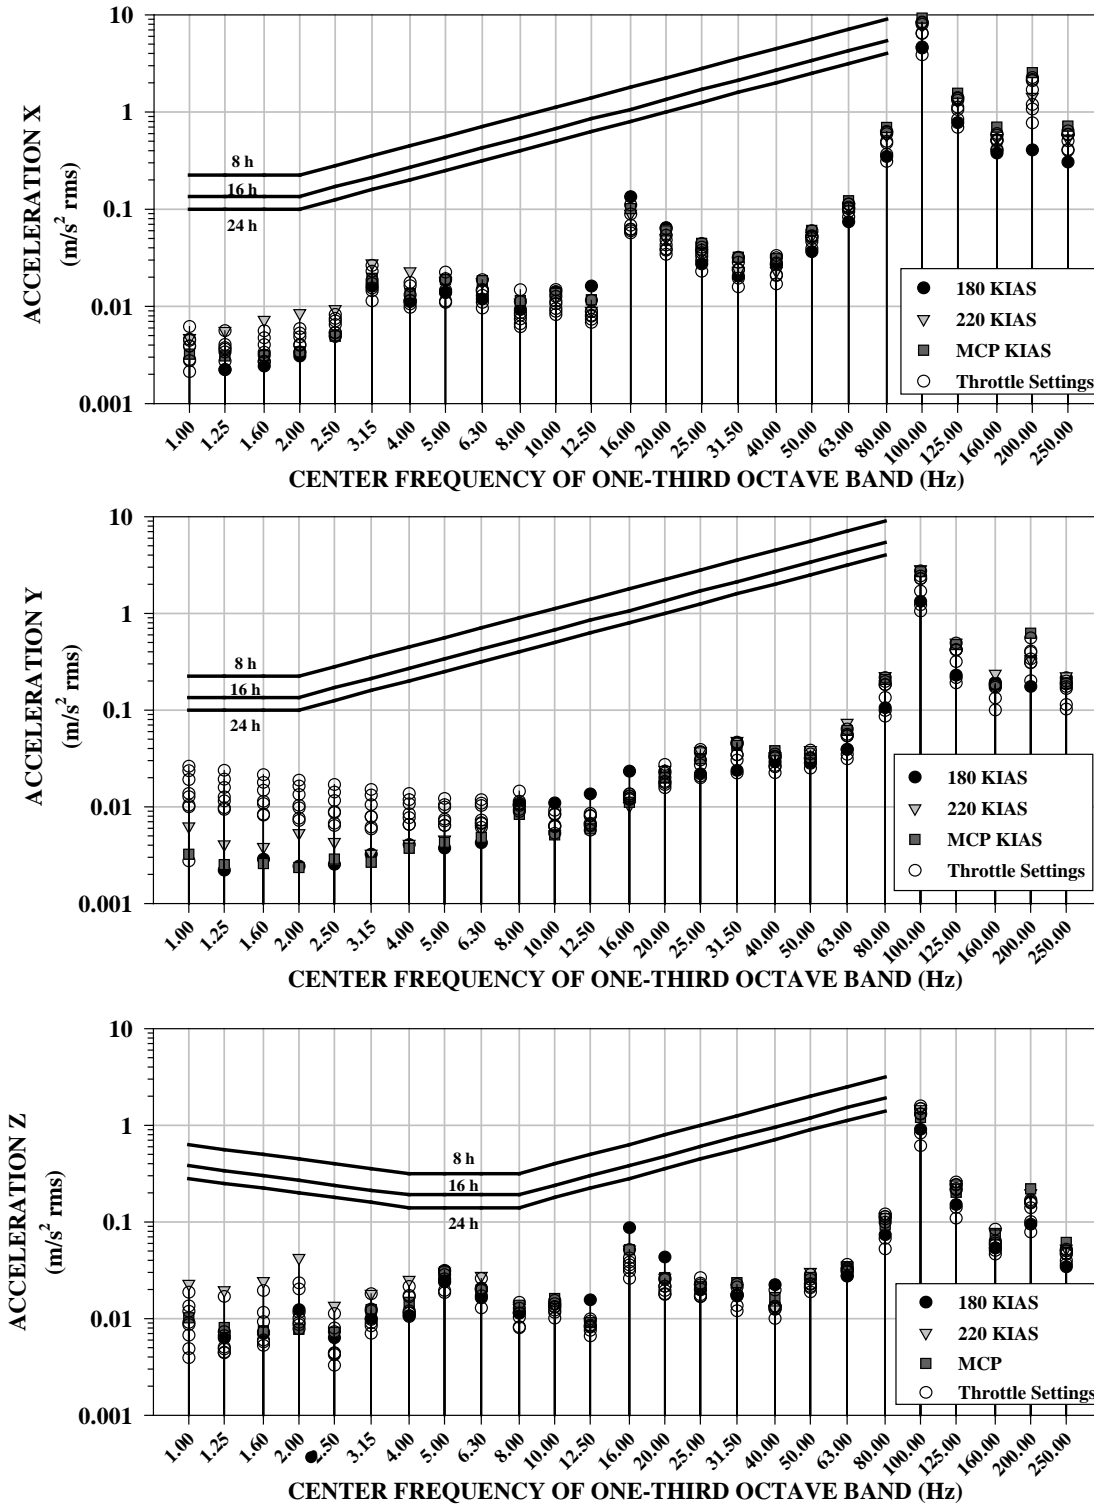 10
1
0.1
0.01
0.001
ACCELERATION X
(m/s² rms)
8 h
16 h
24 h
180 KIAS
220 KIAS
MCP KIAS
Throttle Settings
1.00 1.25 1.60 2.00 2.50 3.15 4.00 5.00 6.30 8.00 10.00 12.50 16.00 20.00 25.00 31.50 40.00 50.00 63.00 80.00 100.00 125.00 160.00 200.00 250.00
CENTER FREQUENCY OF ONE-THIRD OCTAVE BAND (Hz)
10
1
0.1
0.01
0.001
ACCELERATION Y
(m/s² rms)
8 h
16 h
24 h
180 KIAS
220 KIAS
MCP KIAS
Throttle Settings
1.00 1.25 1.60 2.00 2.50 3.15 4.00 5.00 6.30 8.00 10.00 12.50 16.00 20.00 25.00 31.50 40.00 50.00 63.00 80.00 100.00 125.00 160.00 200.00 250.00
CENTER FREQUENCY OF ONE-THIRD OCTAVE BAND (Hz)
10
1
0.1
0.01
0.001
ACCELERATION Z
(m/s² rms)
8 h
16 h
24 h
180 KIAS
220 KIAS
MCP
Throttle Settings
1.00 1.25 1.60 2.00 2.50 3.15 4.00 5.00 6.30 8.00 10.00 12.50 16.00 20.00 25.00 31.50 40.00 50.00 63.00 80.00 100.00 125.00 160.00 200.00 250.00
CENTER FREQUENCY OF ONE-THIRD OCTAVE BAND (Hz)